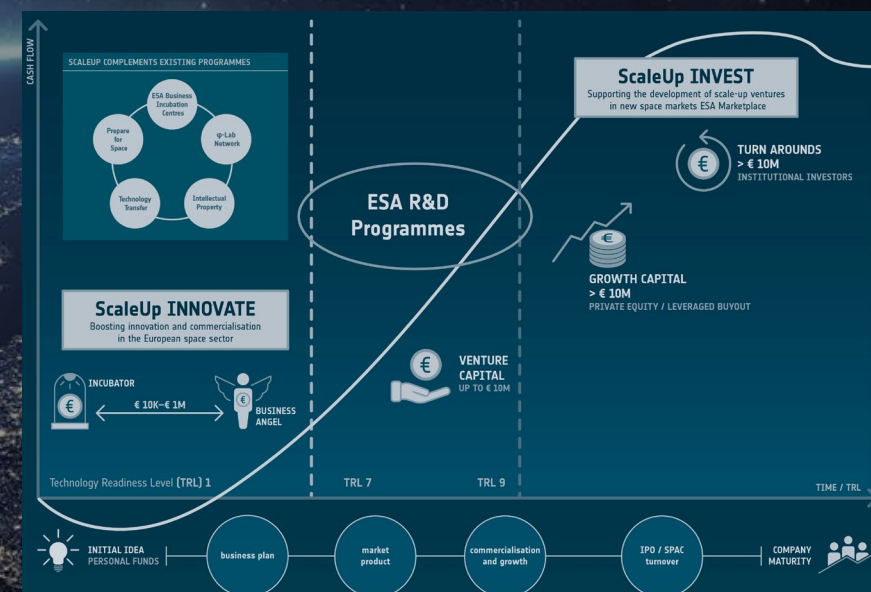 CASH FLOW
SCALEUP COMPLEMENTS EXISTING PROGRAMMES
ESA Business
Incubation
Centres
Prepare
for
Space
φ-Lab
Network
Technology
Transfer
Intellectual
Property
ESA R&D
Programmes
ScaleUp INVEST
Supporting the development of scale-up ventures
in new space markets ESA Marketplace
€
TURN AROUNDS
> € 10M
INSTITUTIONAL INVESTORS
€
GROWTH CAPITAL
> € 10M
PRIVATE EQUITY / LEVERAGED BUYOUT
ScaleUp INNOVATE
Boosting innovation and commercialisation
in the European space sector
INCUBATOR
€
€ 10K–€ 1M
€
BUSINESS
ANGEL
€
VENTURE
CAPITAL
UP TO € 10M
Technology Readiness Level (TRL) 1
TRL 7
TRL 9
TIME / TRL
INITIAL IDEA
PERSONAL FUNDS
business plan
market
product
commercialisation
and growth
IPO / SPAC
turnover
COMPANY
MATURITY